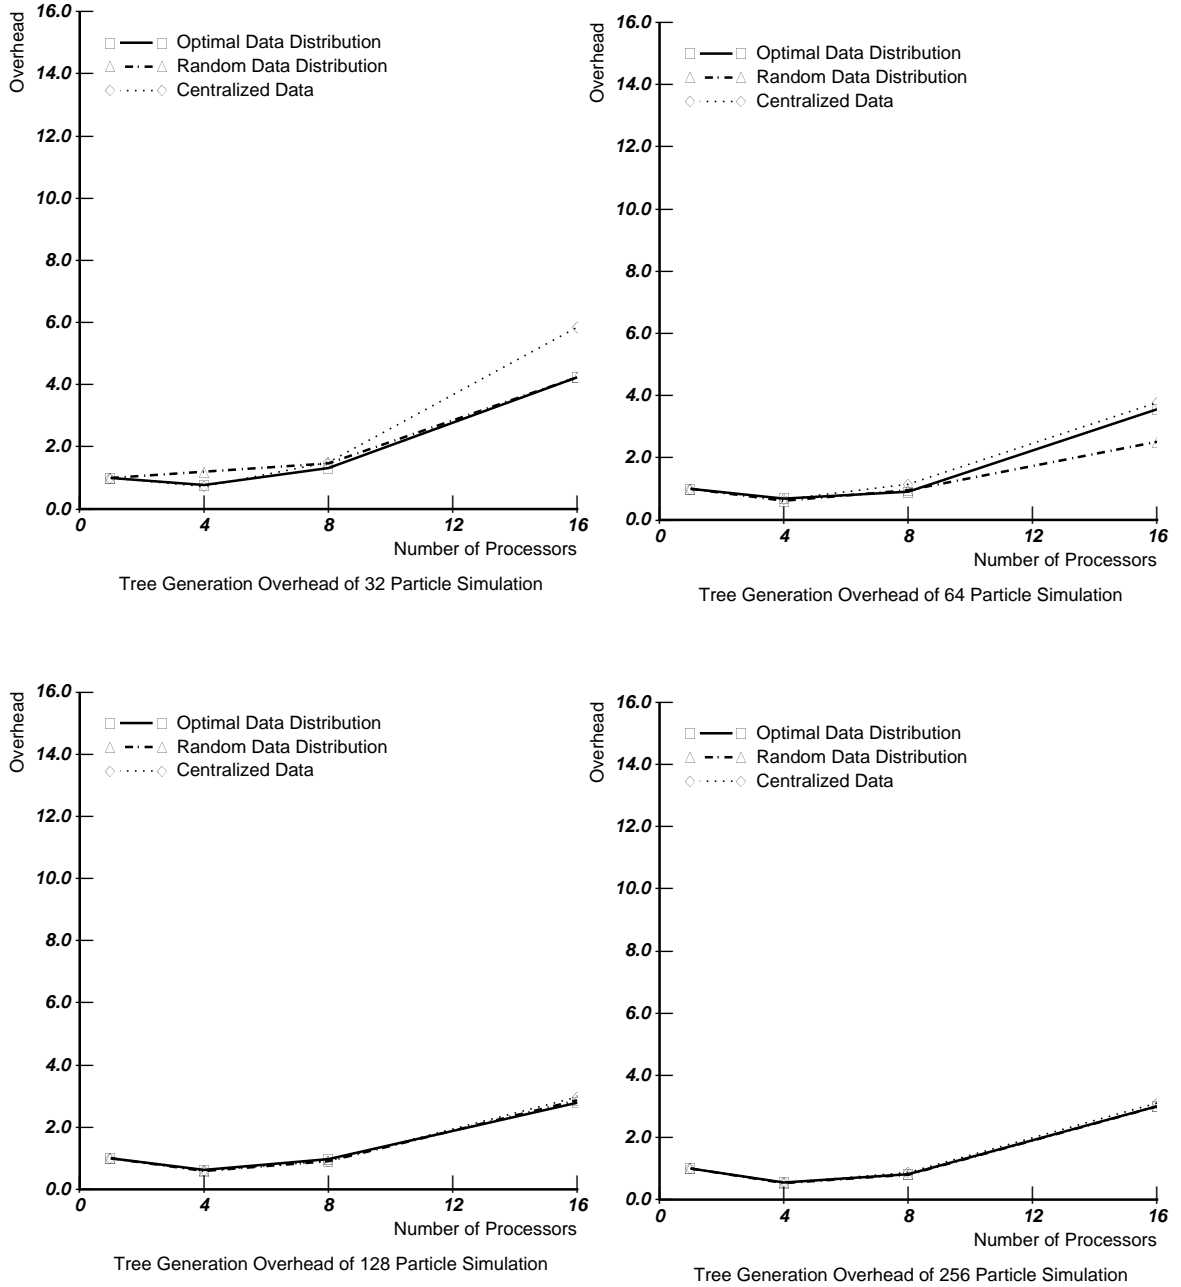 16.0
Overhead
Optimal Data Distribution
Random Data Distribution
Centralized Data
14.0
12.0
10.0
8.0
6.0
4.0
2.0
0.0
0 4 8 12 16
Number of Processors
Tree Generation Overhead of 32 Particle Simulation
16.0
Overhead
Optimal Data Distribution
Random Data Distribution
Centralized Data
14.0
12.0
10.0
8.0
6.0
4.0
2.0
0.0
0 4 8 12 16
Number of Processors
Tree Generation Overhead of 64 Particle Simulation
16.0
Overhead
Optimal Data Distribution
Random Data Distribution
Centralized Data
14.0
12.0
10.0
8.0
6.0
4.0
2.0
0.0
0 4 8 12 16
Number of Processors
Tree Generation Overhead of 128 Particle Simulation
16.0
Overhead
Optimal Data Distribution
Random Data Distribution
Centralized Data
14.0
12.0
10.0
8.0
6.0
4.0
2.0
0.0
0 4 8 12 16
Number of Processors
Tree Generation Overhead of 256 Particle Simulation